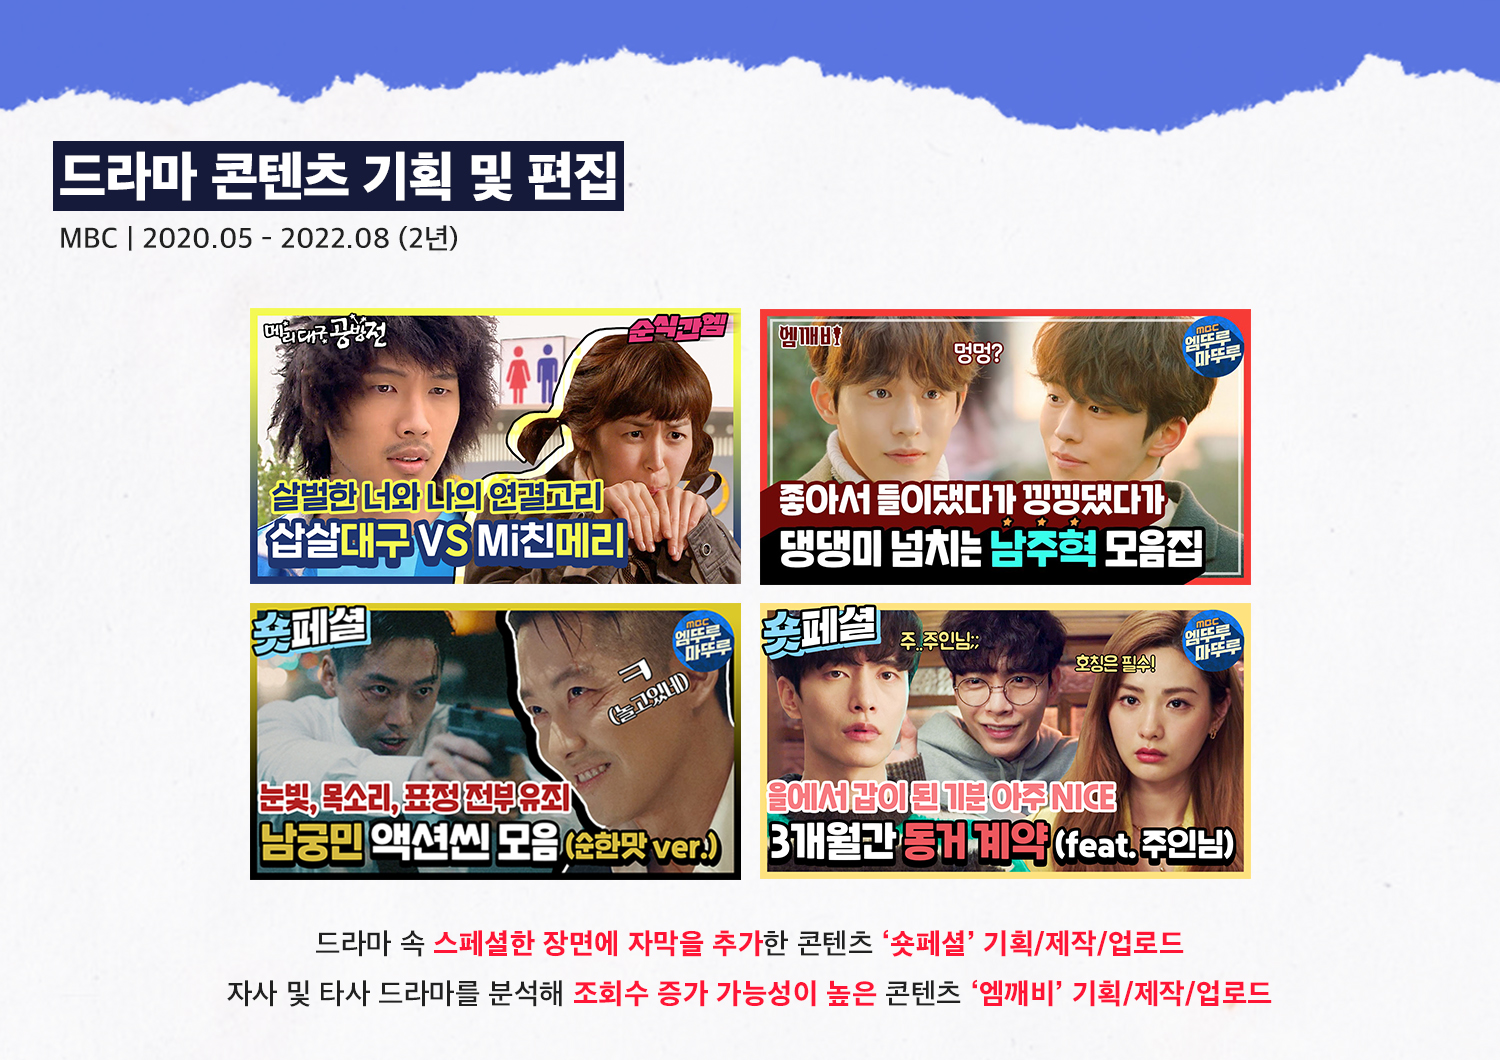 드라마 콘텐츠 기획 및 편집
MBC | 2020.05 - 2022.08 (2년)
메리대구 공방전
순식간엠
살벌한 너와 나의 연결고리
삽살대구 VS Mi친메리
엠깨비
멍멍?
mbc
엠뚜루
마뚜루
좋아서 들이댔다가 낑낑댔다가
댕댕미 넘치는 남주혁 모음집
숏페셜
mbc
엠뚜루
마뚜루
ㅋ
(놀고있네)
눈빛, 목소리, 표정 전부 유죄
남궁민 액션씬 모음 (순한맛 ver.)
숏페셜
주..주인님;;
호칭은 필수!
mbc
엠뚜루
마뚜루
을에서 갑이 된 기분 아주 NICE
3개월간 동거 계약 (feat. 주인님)
드라마 속 스페셜한 장면에 자막을 추가한 콘텐츠 ‘숏페셜’ 기획/제작/업로드
자사 및 타사 드라마를 분석해 조회수 증가 가능성이 높은 콘텐츠 ‘엠깨비’ 기획/제작/업로드